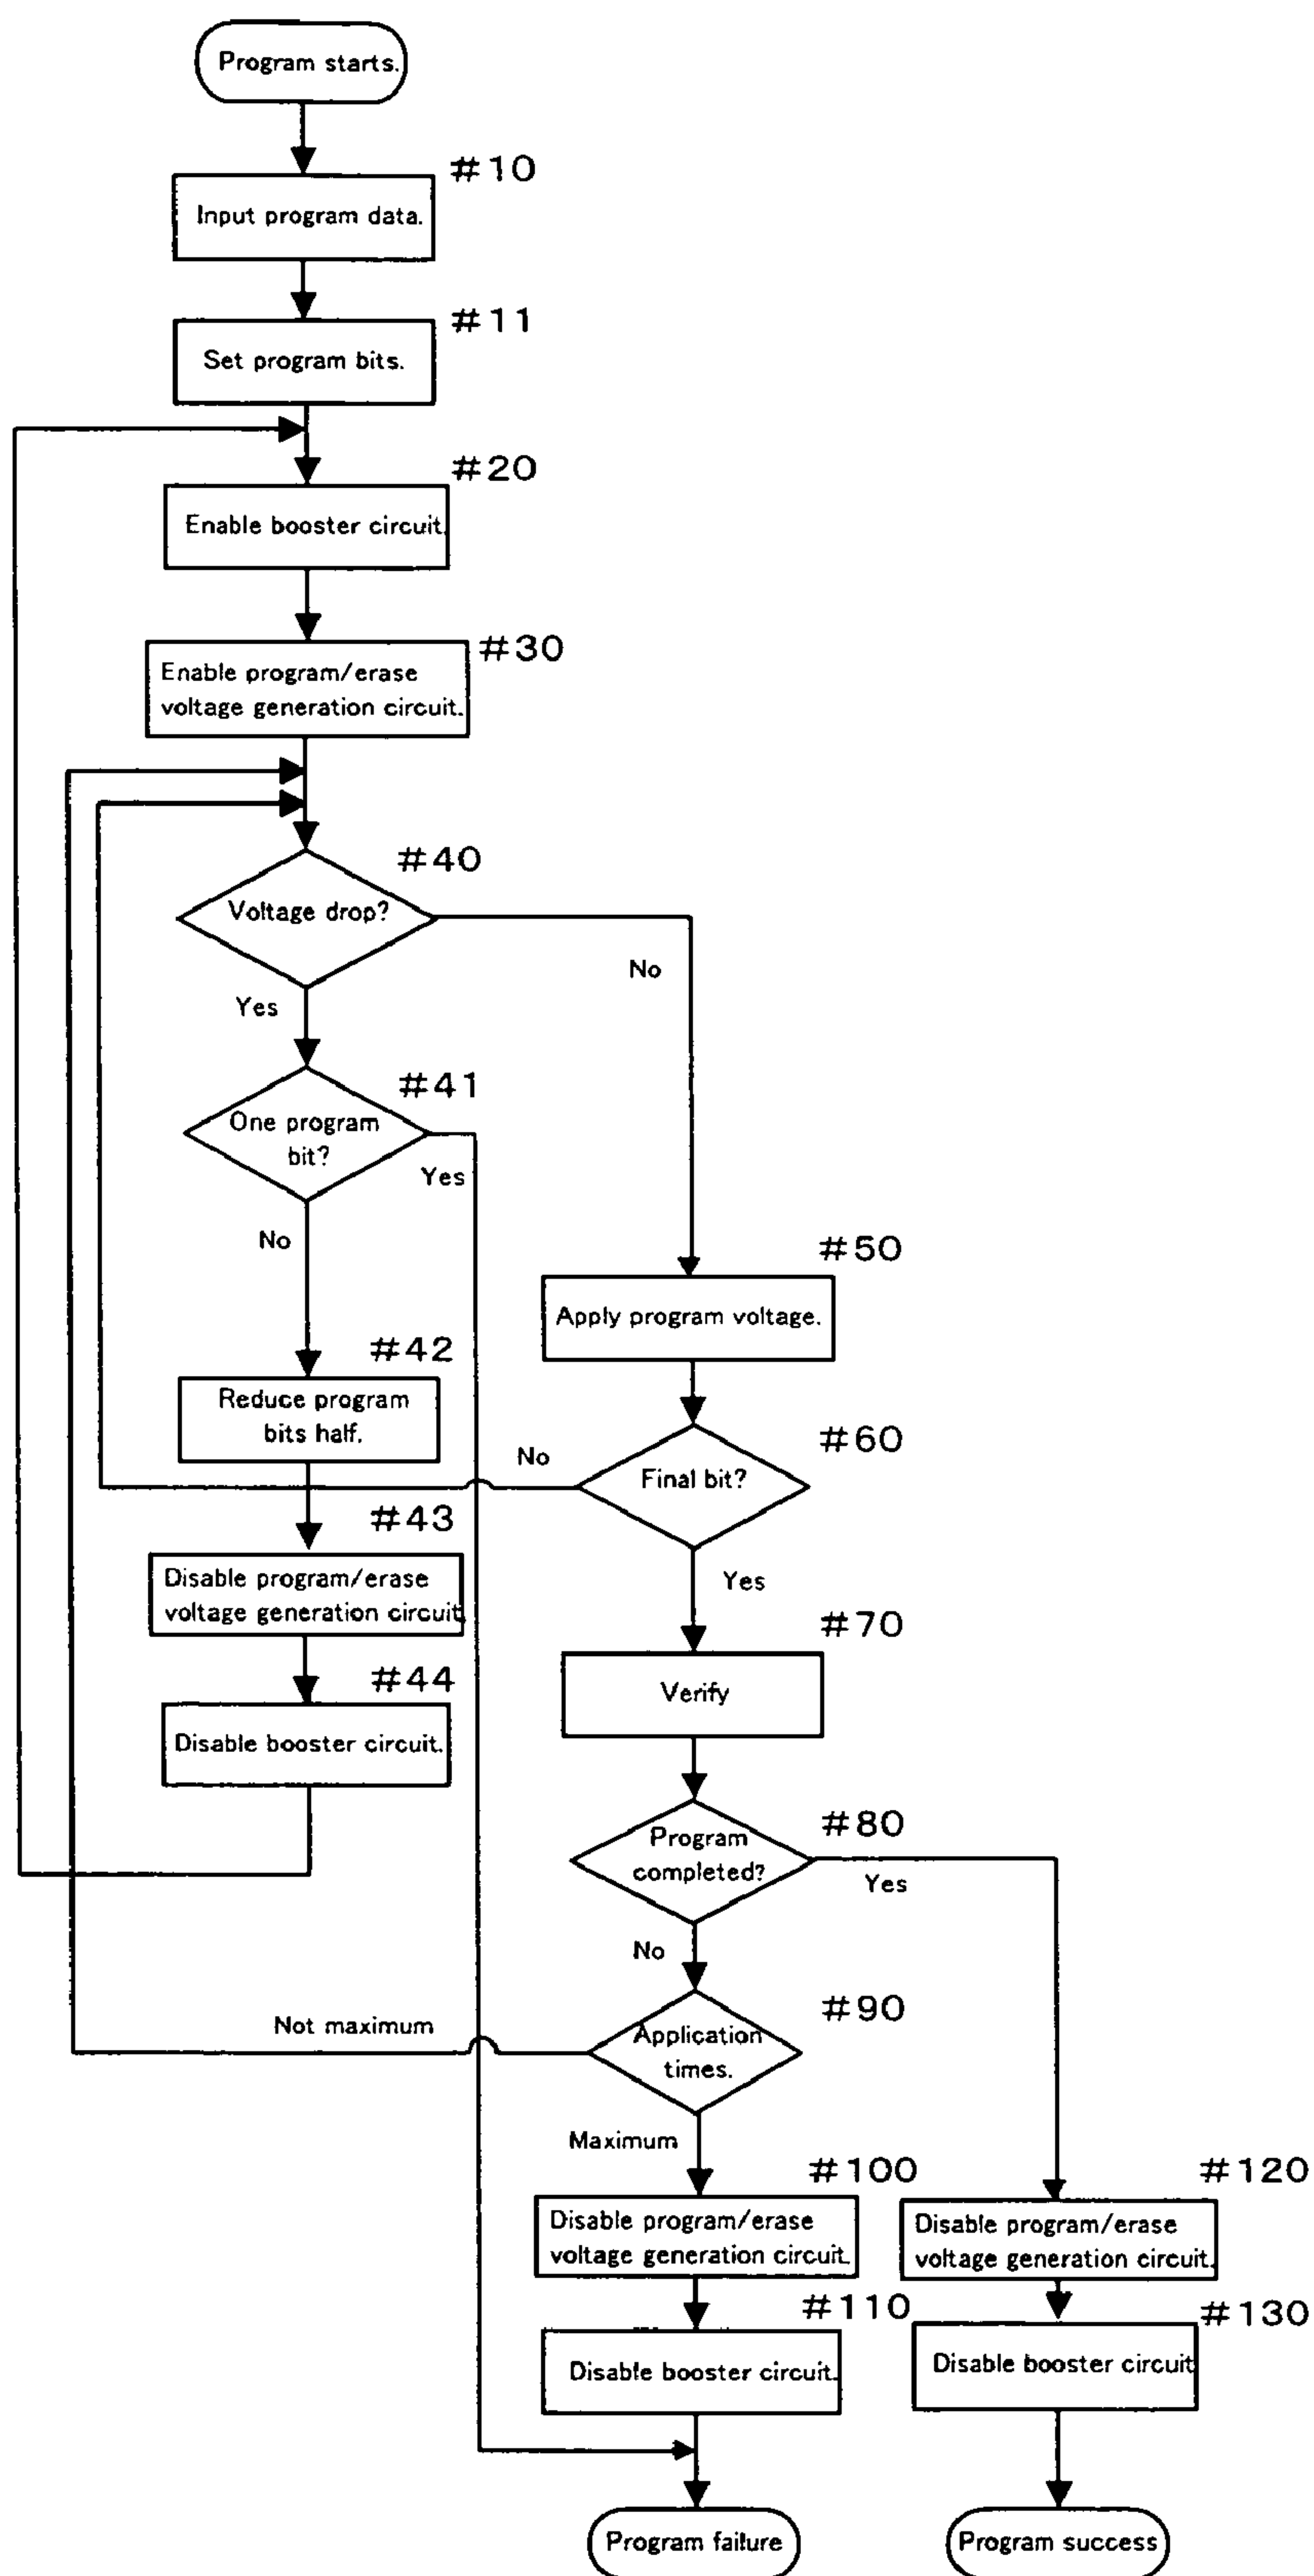 Program starts.
#10
Input program data.
#11
Set program bits.
#20
Enable booster circuit.
#30
Enable program/erase
voltage generation circuit.
#40
Voltage drop?
No
Yes
#41
One program
bit?
Yes
No
#50
Apply program voltage.
#42
Reduce program
bits half.
#60
Final bit?
No
#43
Disable program/erase
voltage generation circuit
Yes
#70
Verify
#44
Disable booster circuit.
#80
Program
completed?
Yes
No
#90
Application
times.
Not maximum
Maximum
#100
Disable program/erase
voltage generation circuit.
#120
Disable program/erase
voltage generation circuit.
#110
Disable booster circuit.
#130
Disable booster circuit
Program failure
Program success